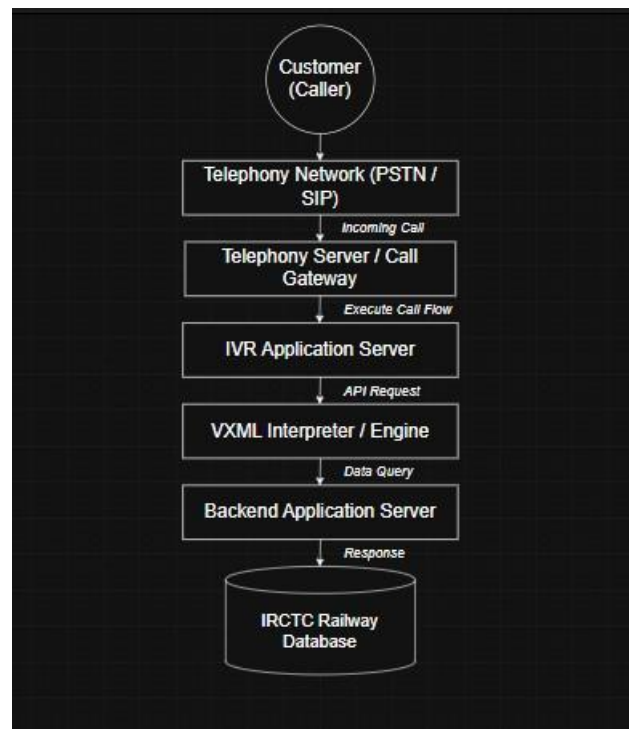 Customer
(Caller)
Telephony Network (PSTN /
SIP)
Incoming Call
Telephony Server / Call
Gateway
Execute Call Flow
IVR Application Server
API Request
VXML Interpreter / Engine
Data Query
Backend Application Server
Response
IRCTC Railway
Database